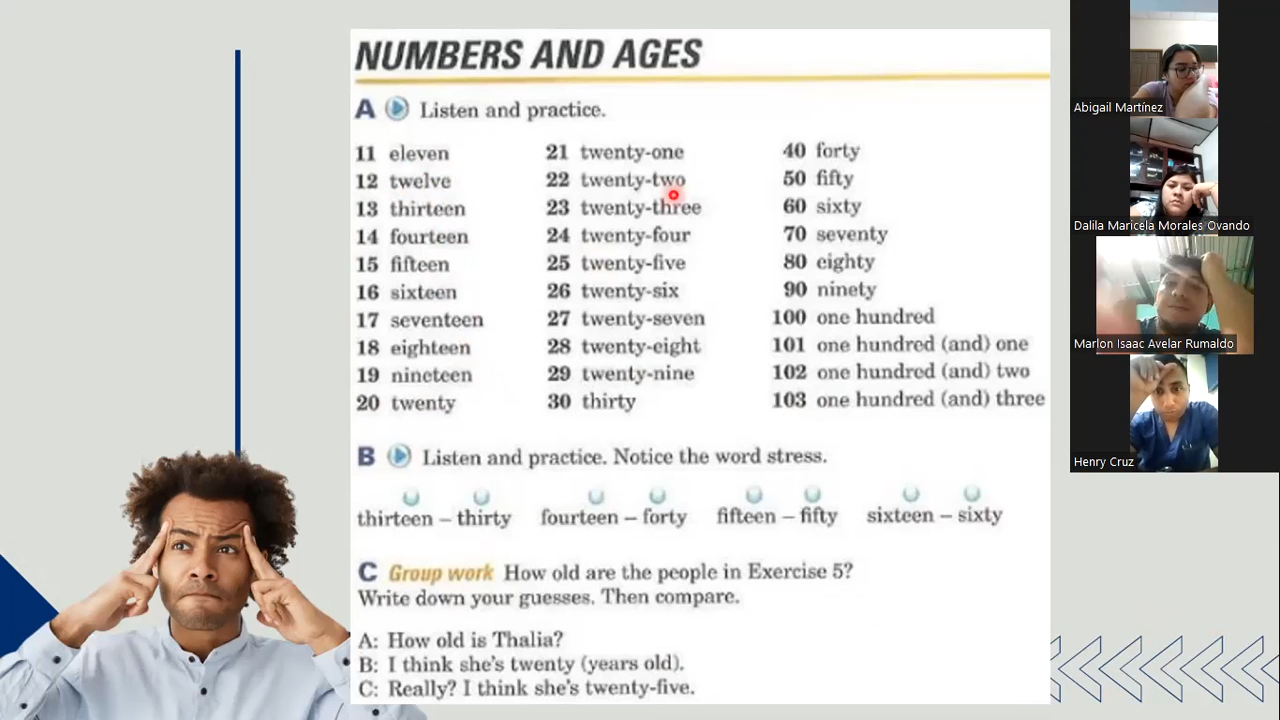 NUMBERS AND AGES
A Listen and practice.
11 eleven
12 twelve
13 thirteen
14 fourteen
15 fifteen
16 sixteen
17 seventeen
18 eighteen
19 nineteen
20 twenty
21 twenty-one
22 twenty-two
23 twenty-three
24 twenty-four
25 twenty-five
26 twenty-six
27 twenty-seven
28 twenty-eight
29 twenty-nine
30 thirty
40 forty
50 fifty
60 sixty
70 seventy
80 eighty
90 ninety
100 one hundred
101 one hundred (and) one
102 one hundred (and) two
103 one hundred (and) three
B Listen and practice. Notice the word stress.
thirteen – thirty fourteen – forty fifteen – fifty sixteen – sixty
C Group work How old are the people in Exercise 5?
Write down your guesses. Then compare.
A: How old is Thalia?
B: I think she's twenty (years old).
C: Really? I think she's twenty-five.
Abigail Martínez
Dalila Maricela Morales Ovando
Marlon Isaac Avelar Rumaldo
Henry Cruz